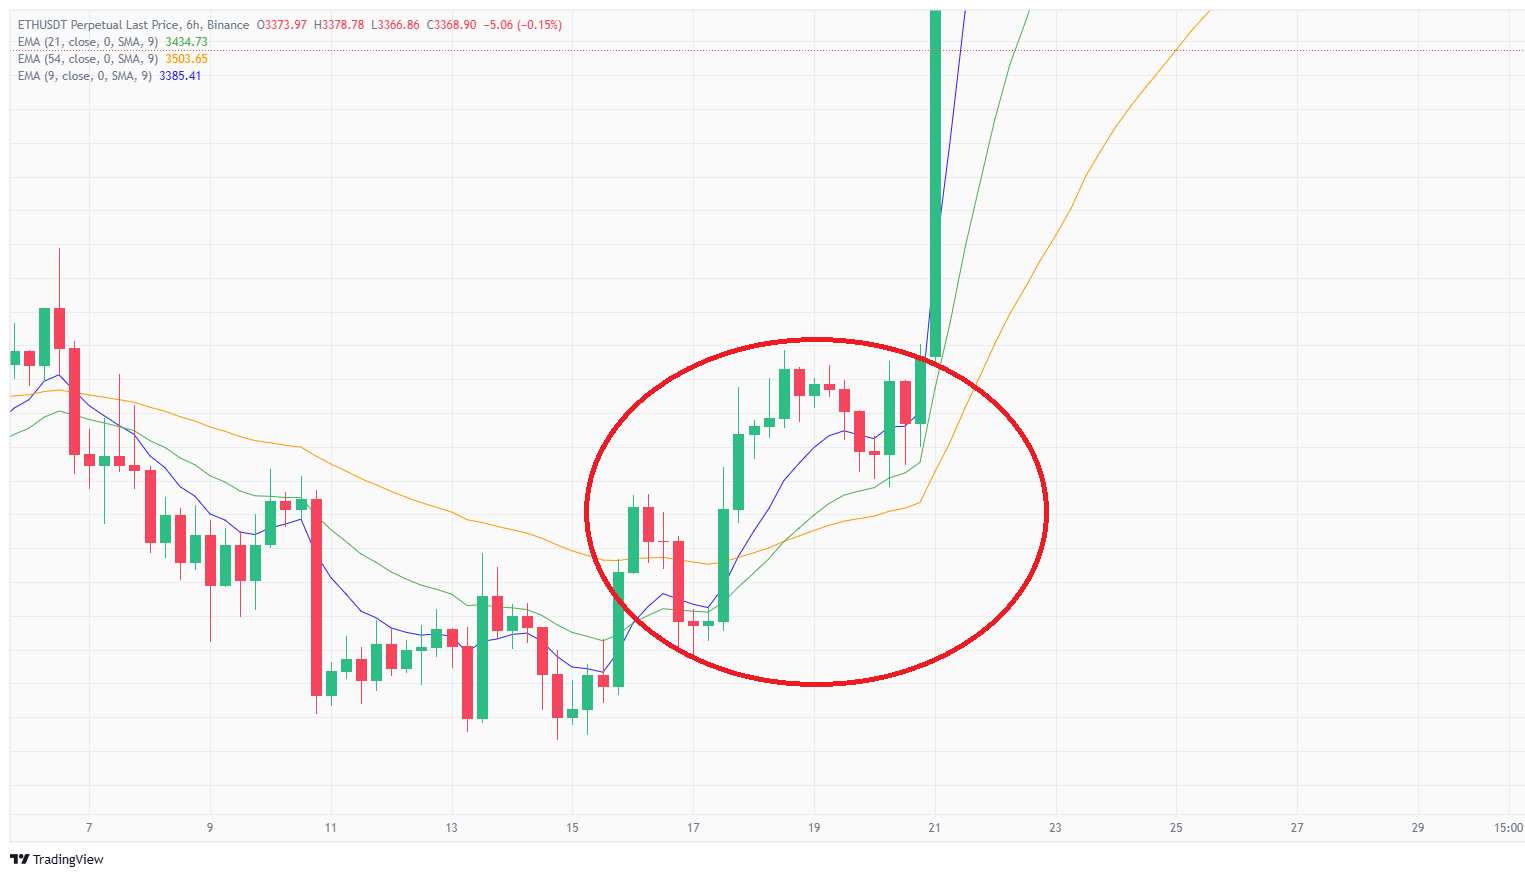 ETHUSDT Perpetual Last Price, 6h, Binance O3373.97 H3378.78 L3366.86 C3368.90 −5.06 (−0.15%)
EMA (21, close, 0, SMA, 9) 3434.73
EMA (54, close, 0, SMA, 9) 3503.65
EMA (9, close, 0, SMA, 9) 3385.41
7 9 11 13 15 17 19 21 23 25 27 29 15:00
TradingView